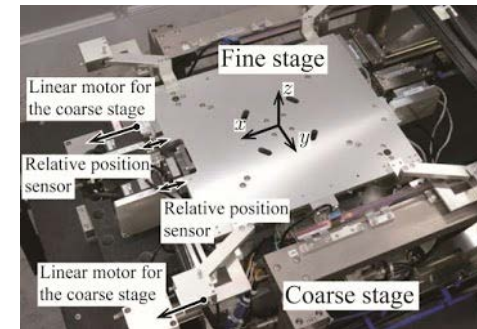 Fine stage
Linear motor for
the coarse stage
z
x
y
Relative position
sensor
Relative position
sensor
Linear motor for
the coarse stage
Coarse stage